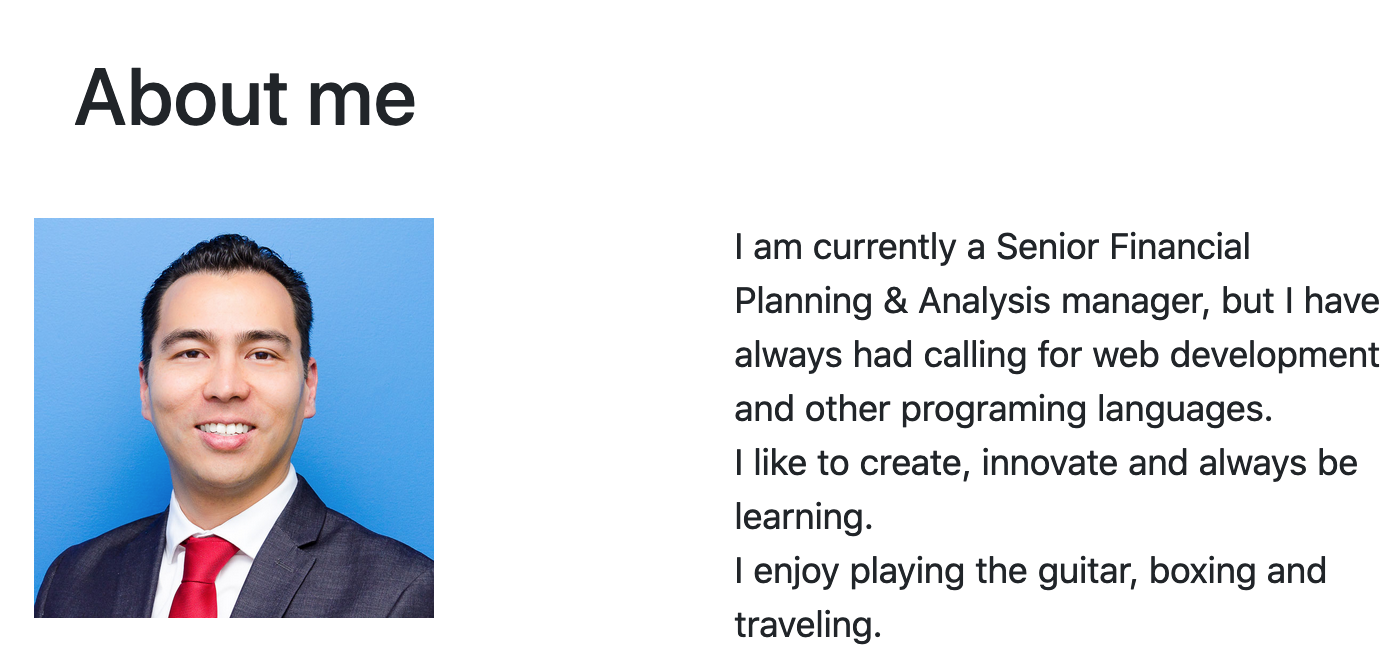 About me
I am currently a Senior Financial
Planning & Analysis manager, but I have
always had calling for web development
and other programing languages.
I like to create, innovate and always be
learning.
I enjoy playing the guitar, boxing and
traveling.